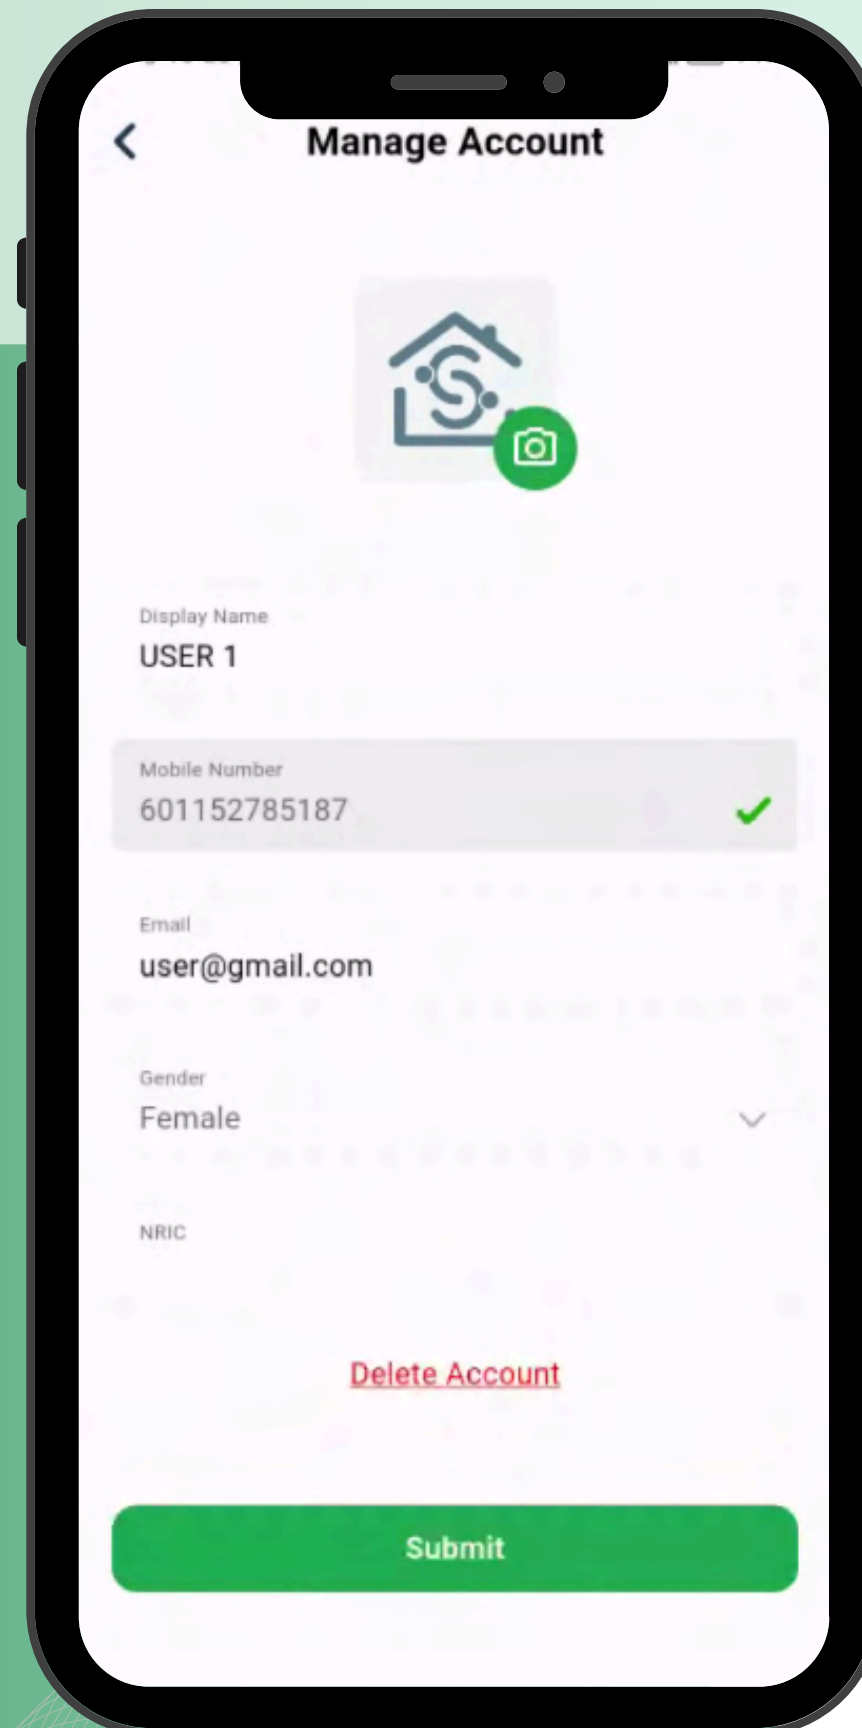 Manage Account
Display Name
USER 1
Mobile Number
601152785187
Email
user@gmail.com
Gender
Female
NRIC
Delete Account
Submit